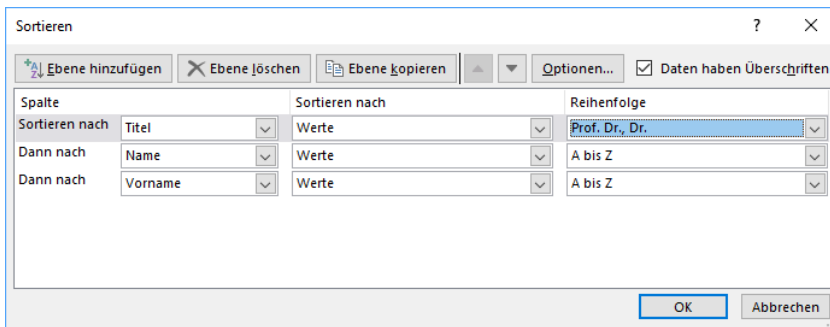 Sortieren ? ×
Ebene hinzufügen Ebene löschen Ebene kopieren Optionen... Daten haben Überschriften
Spalte Sortieren nach Reihenfolge
Sortieren nach Titel Werte Prof. Dr., Dr.
Dann nach Name Werte A bis Z
Dann nach Vorname Werte A bis Z
OK Abbrechen